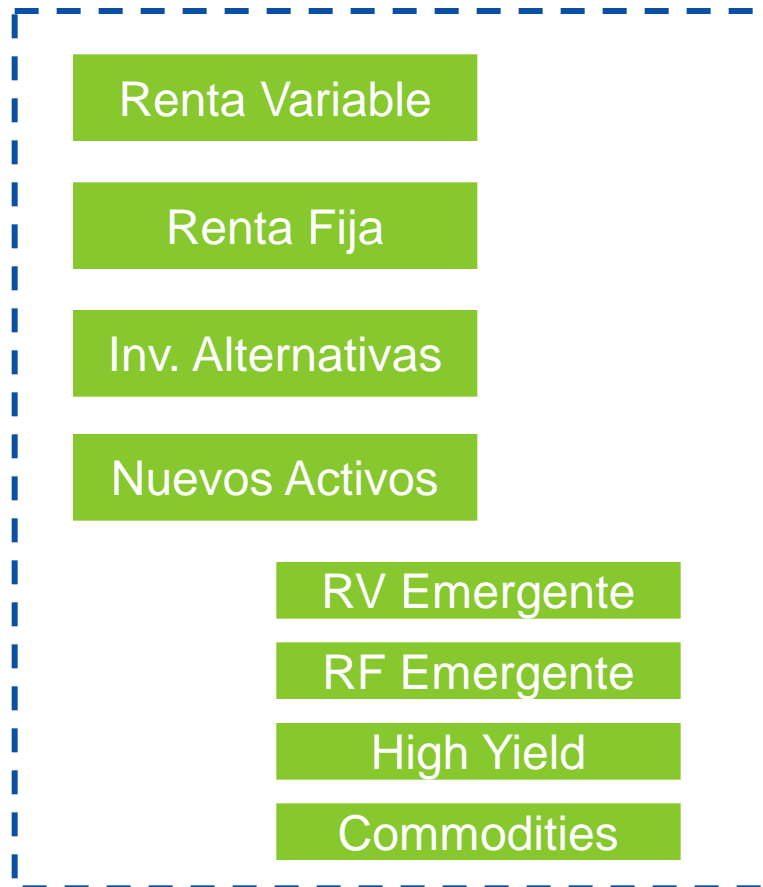 Renta Variable
Renta Fija
Inv. Alternativas
Nuevos Activos
RV Emergente
RF Emergente
High Yield
Commodities